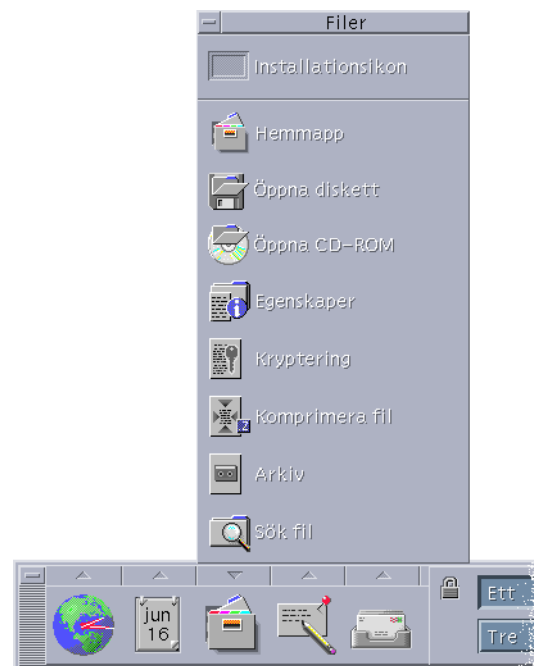 Filer
Installationsikon
Hemmapp
Öppna diskett
Öppna CD-ROM
Egenskaper
Kryptering
Komprimera fil
.Z
Arkiv
Sök fil
jun
16
Ett
Tre